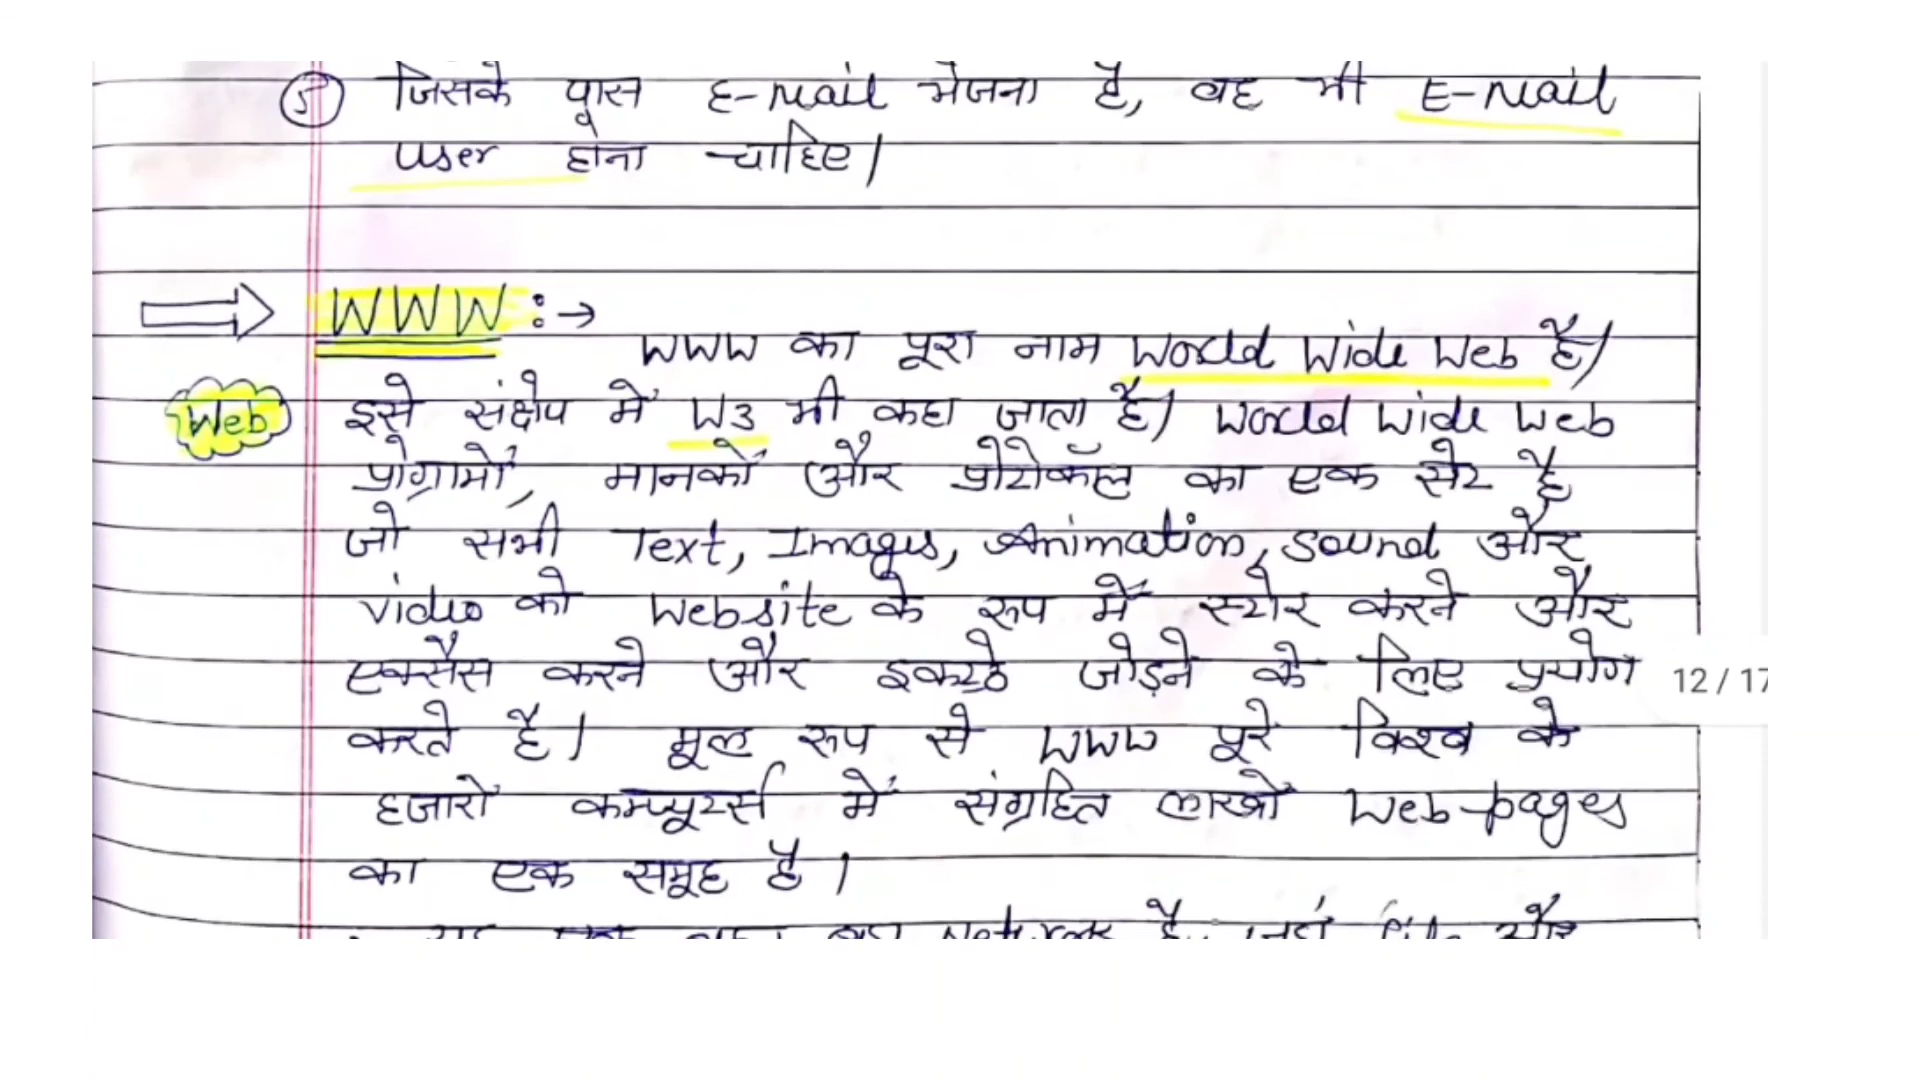 ⑤ जिसके पास E-mail भेजना है, वह भी E-mail
user होना चाहिए।
WWW :→
WWW का पूरा नाम World Wide Web है।
Web
इसे संक्षेप में W3 भी कहा जाता है। World Wide Web
प्रोग्रामों, मानकों और प्रोटोकॉल का एक सेट है
जो सभी Text, Images, Animation, Sound और
video को Website के रूप में स्टोर करने और
एक्सैस करने और इकट्ठे जोड़ने के लिए प्रयोग
12 / 17
करते है। मूल रूप से WWW पूरे विश्व के
हजारों कम्प्यूटर्स में संग्रहित लाखों Web-pages
का एक समूह है।